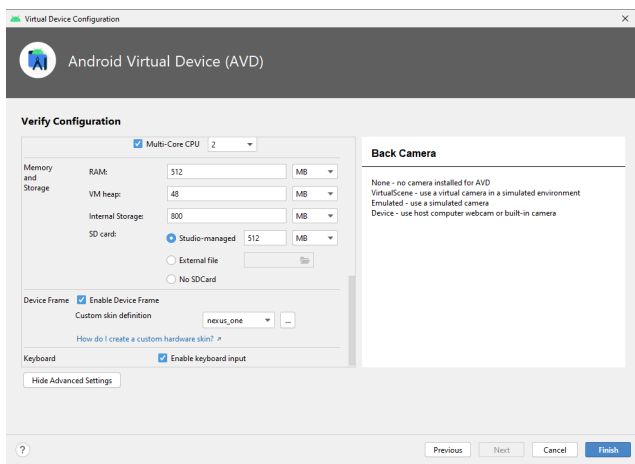 Virtual Device Configuration
Android Virtual Device (AVD)
Verify Configuration
Multi-Core CPU 2
Memory and Storage
RAM: 512 MB
VM heap: 48 MB
Internal Storage: 800 MB
SD card: Studio-managed 512 MB
External file
No SDCard
Device Frame Enable Device Frame
Custom skin definition nexus_one ...
How do I create a custom hardware skin? ↗
Keyboard Enable keyboard input
Hide Advanced Settings
Back Camera
None - no camera installed for AVD
VirtualScene - use a virtual camera in a simulated environment
Emulated - use a simulated camera
Device - use host computer webcam or built-in camera
? Previous Next Cancel Finish